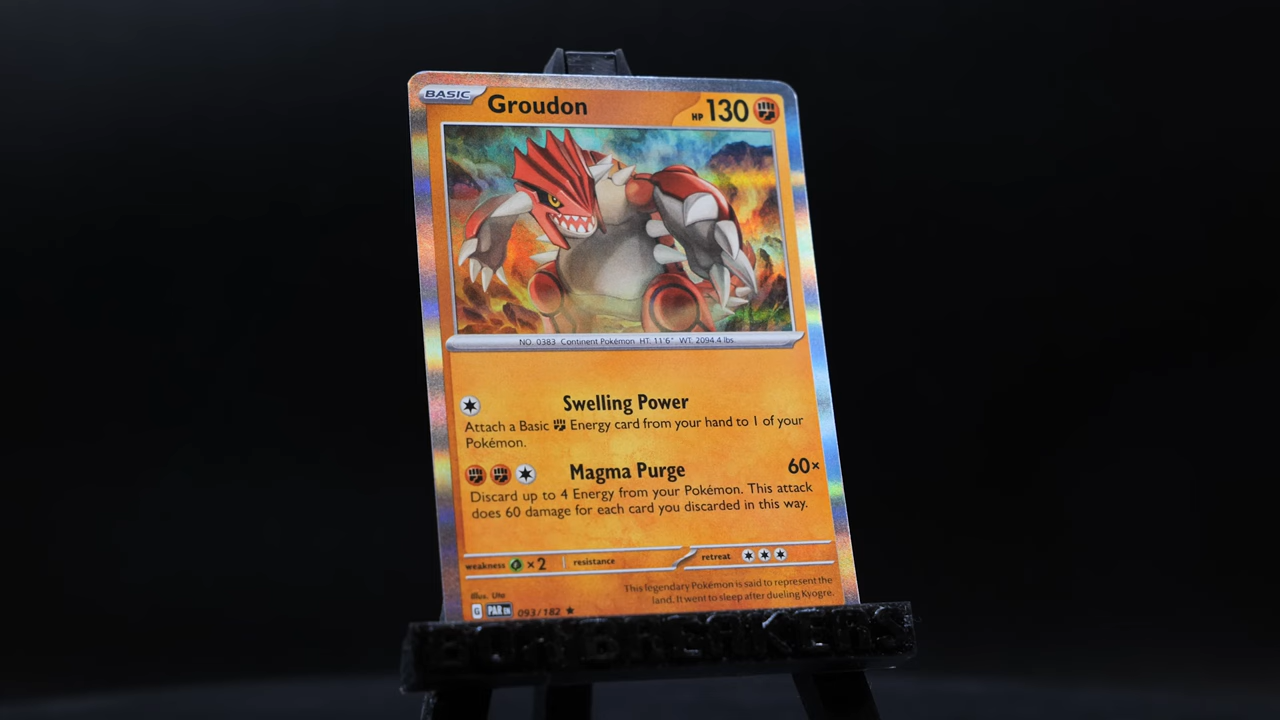 BASIC Groudon HP 130
NO. 0383 Continent Pokémon HT: 11'6" WT: 2094.4 lbs
Swelling Power
Attach a Basic Energy card from your hand to 1 of your
Pokémon.
Magma Purge 60×
Discard up to 4 Energy from your Pokémon. This attack
does 60 damage for each card you discarded in this way.
weakness ×2 resistance retreat
Illus. Uta
This legendary Pokémon is said to represent the
land. It went to sleep after dueling Kyogre.
G PAR EN 093/182
BOXBREAKERS